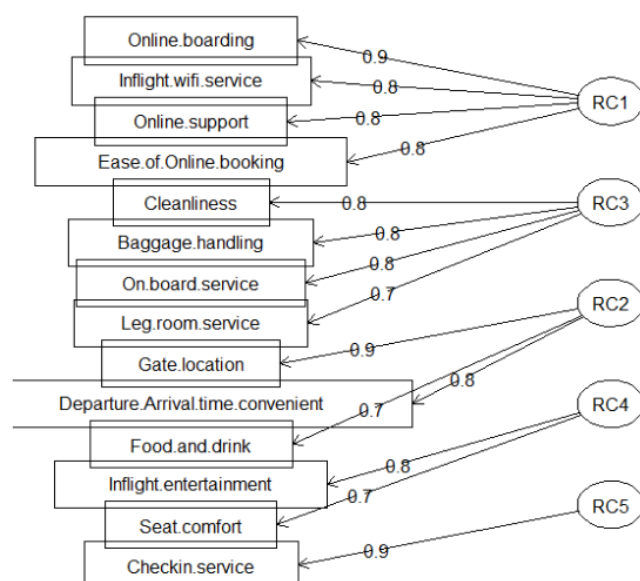 Online.boarding
0.9
Inflight.wifi.service
0.8
RC1
Online.support
0.8
Ease.of.Online.booking
0.8
Cleanliness
0.8
RC3
Baggage.handling
0.8
On.board.service
0.8
Leg.room.service
0.7
RC2
Gate.location
0.9
0.8
Departure.Arrival.time.convenient
0.7
RC4
Food.and.drink
Inflight.entertainment
0.8
0.7
Seat.comfort
RC5
Checkin.service
0.9